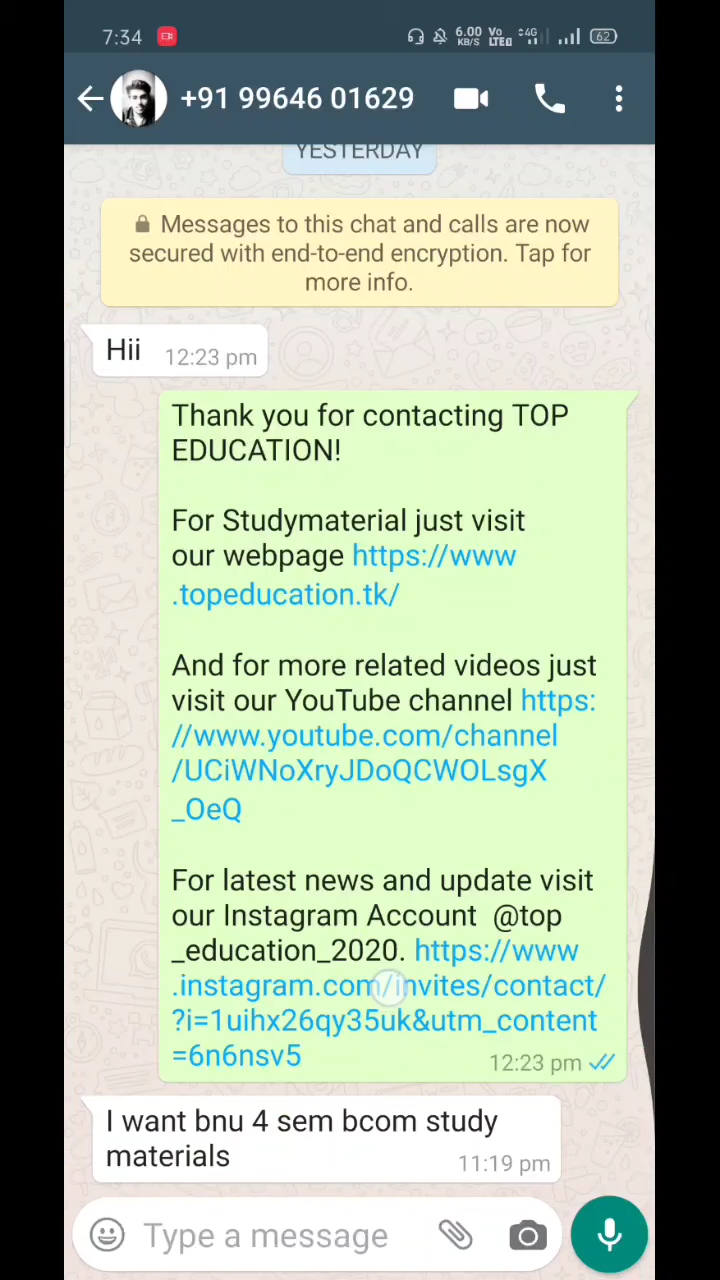 7:34 6.00 KB/S Vo LTE 4G 62
+91 99646 01629
YESTERDAY
Messages to this chat and calls are now
secured with end-to-end encryption. Tap for
more info.
Hii 12:23 pm
Thank you for contacting TOP
EDUCATION!
For Studymaterial just visit
our webpage https://www
.topeducation.tk/
And for more related videos just
visit our YouTube channel https:
//www.youtube.com/channel
/UCiWNoXryJDoQCWOLsgX
_OeQ
For latest news and update visit
our Instagram Account @top
_education_2020. https://www
.instagram.com/invites/contact/
?i=1uihx26qy35uk&utm_content
=6n6nsv5 12:23 pm
I want bnu 4 sem bcom study
materials 11:19 pm
Type a message